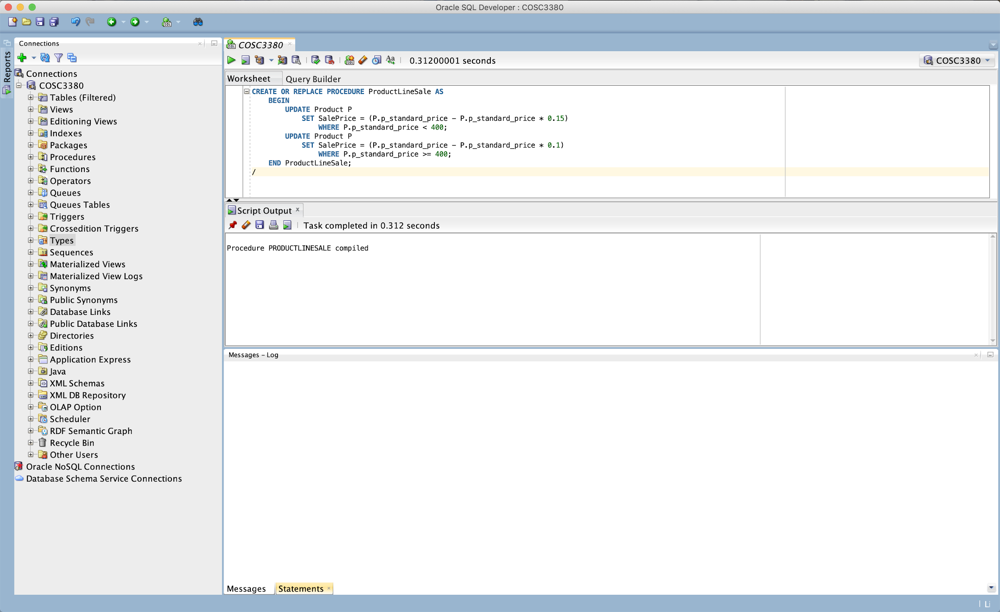 Oracle SQL Developer : COSC3380
Reports
Connections
Connections
COSC3380
Tables (Filtered)
Views
Editioning Views
Indexes
Packages
Procedures
Functions
Operators
Queues
Queues Tables
Triggers
Crossedition Triggers
Types
Sequences
Materialized Views
Materialized View Logs
Synonyms
Public Synonyms
Database Links
Public Database Links
Directories
Editions
Application Express
Java
XML Schemas
XML DB Repository
OLAP Option
Scheduler
RDF Semantic Graph
Recycle Bin
Other Users
Oracle NoSQL Connections
Database Schema Service Connections
COSC3380
0.31200001 seconds
COSC3380
Worksheet Query Builder
CREATE OR REPLACE PROCEDURE ProductLineSale AS
BEGIN
UPDATE Product P
SET SalePrice = (P.p_standard_price - P.p_standard_price * 0.15)
WHERE P.p_standard_price < 400;
UPDATE Product P
SET SalePrice = (P.p_standard_price - P.p_standard_price * 0.1)
WHERE P.p_standard_price >= 400;
END ProductLineSale;
/
Script Output
Task completed in 0.312 seconds
Procedure PRODUCTLINESALE compiled
Messages - Log
Messages Statements
Li